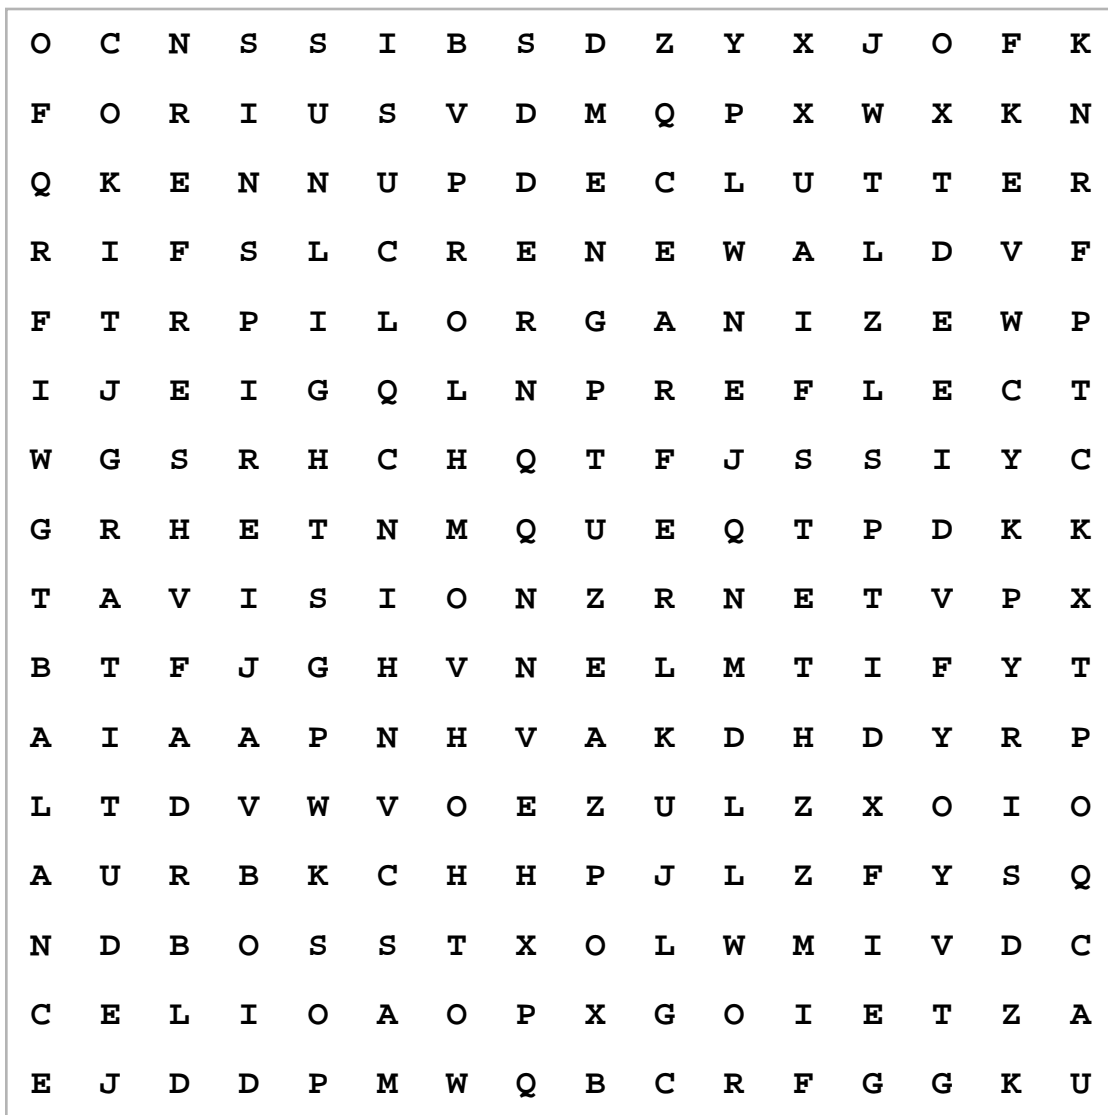 O C N S S I B S D Z Y X J O F K
F O R I U S V D M Q P X W X K N
Q K E N N U P D E C L U T T E R
R I F S L C R E N E W A L D V F
F T R P I L O R G A N I Z E W P
I J E I G Q L N P R E F L E C T
W G S R H C H Q T F J S S I Y C
G R H E T N M Q U E Q T P D K K
T A V I S I O N Z R N E T V P X
B T F J G H V N E L M T I F Y T
A I A A P N H V A K D H D Y R P
L T D V W V O E Z U L Z X O I O
A U R B K C H H P J L Z F Y S Q
N D B O S S T X O L W M I V D C
C E L I O A O P X G O I E T Z A
E J D D P M W Q B C R F G G K U